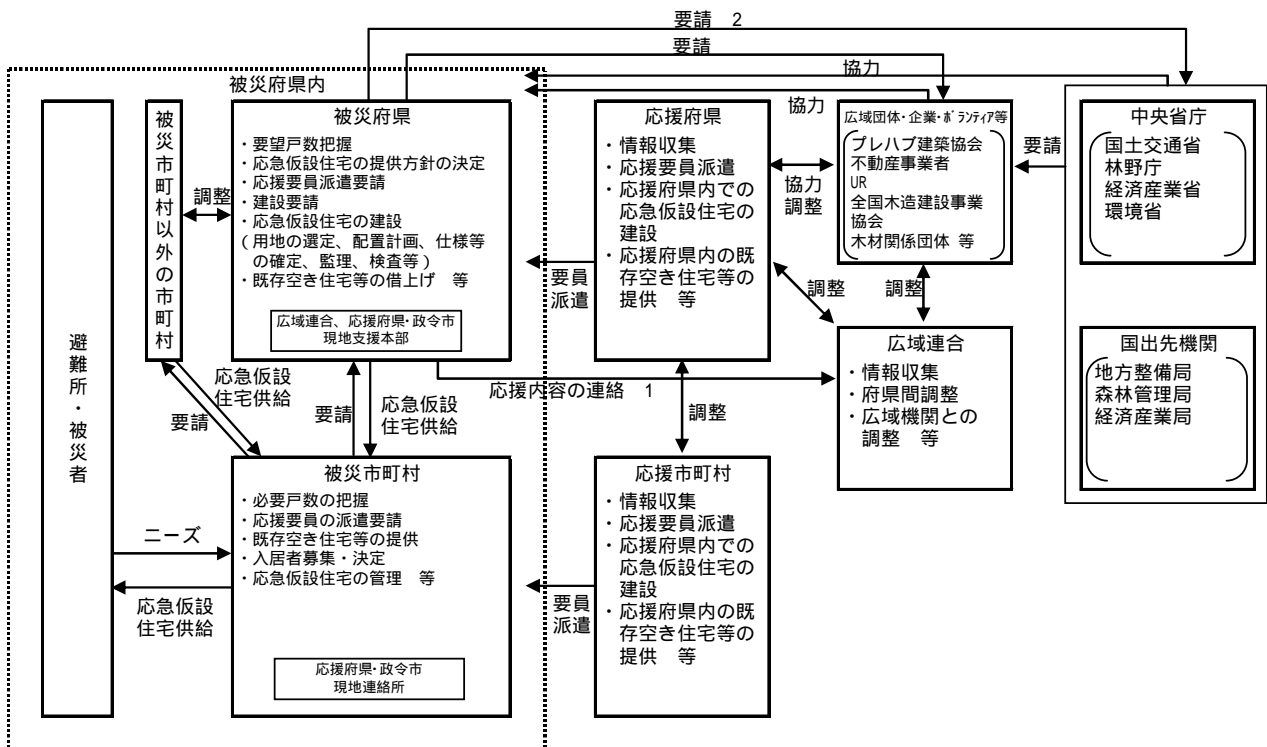 要請 2
要請
協力
被災府県内
協力
避難所・被災者
被災市町村以外の市町村
調整
被災府県
・要望戸数把握
・応急仮設住宅の提供方針の決定
・応援要員派遣要請
・建設要請
・応急仮設住宅の建設
(用地の選定、配置計画、仕様等
の確定、監理、検査等)
・既存空き住宅等の借上げ 等
広域連合、応援府県・政令市
現地支援本部
要員
派遣
応援府県
・情報収集
・応援要員派遣
・応援府県内での
応急仮設住宅の
建設
・応援府県内の既
存空き住宅等の
提供 等
協力
調整
広域団体・企業・ボランティア等
プレハブ建築協会
不動産事業者
UR
全国木造建設事業
協会
木材関係団体 等
要請
中央省庁
国土交通省
林野庁
経済産業省
環境省
調整
調整
応急仮設
住宅供給
要請
要請
応急仮設
住宅供給
応援内容の連絡 1
調整
広域連合
・情報収集
・府県間調整
・広域機関との
調整 等
国出先機関
地方整備局
森林管理局
経済産業局
ニーズ
応急仮設
住宅供給
被災市町村
・必要戸数の把握
・応援要員の派遣要請
・既存空き住宅等の提供
・入居者募集・決定
・応急仮設住宅の管理 等
応援府県・政令市
現地連絡所
要員
派遣
応援市町村
・情報収集
・応援要員派遣
・応援府県内での
応急仮設住宅の
建設
・応援府県内の既
存空き住宅等の
提供 等